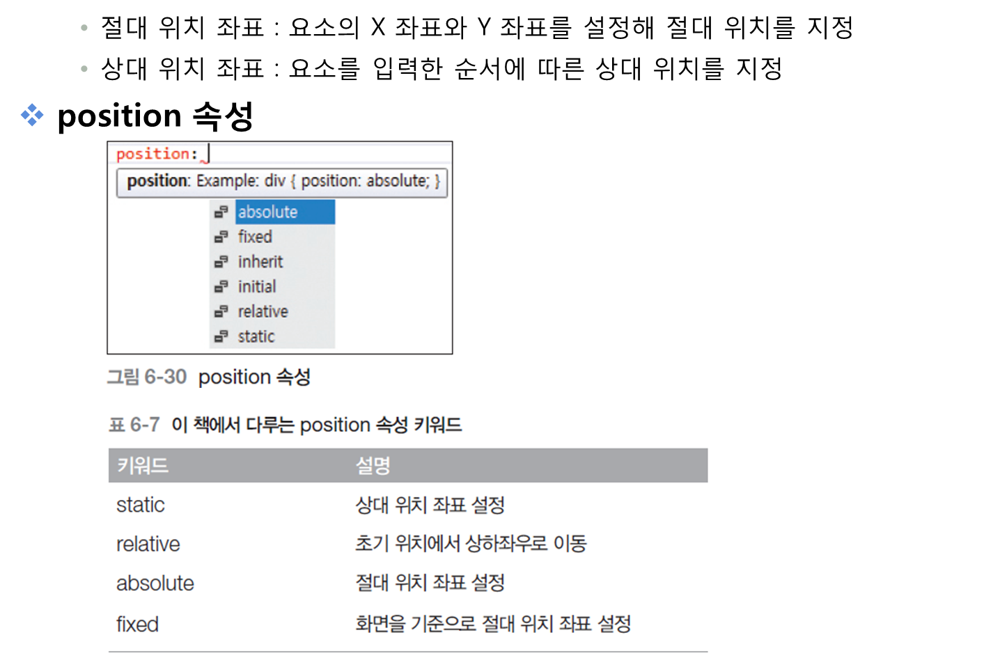 • 절대 위치 좌표 : 요소의 X 좌표와 Y 좌표를 설정해 절대 위치를 지정
• 상대 위치 좌표 : 요소를 입력한 순서에 따른 상대 위치를 지정
❖ position 속성
position:
position: Example: div { position: absolute; }
absolute
fixed
inherit
initial
relative
static
그림 6-30 position 속성
표 6-7 이 책에서 다루는 position 속성 키워드
키워드 설명
static 상대 위치 좌표 설정
relative 초기 위치에서 상하좌우로 이동
absolute 절대 위치 좌표 설정
fixed 화면을 기준으로 절대 위치 좌표 설정